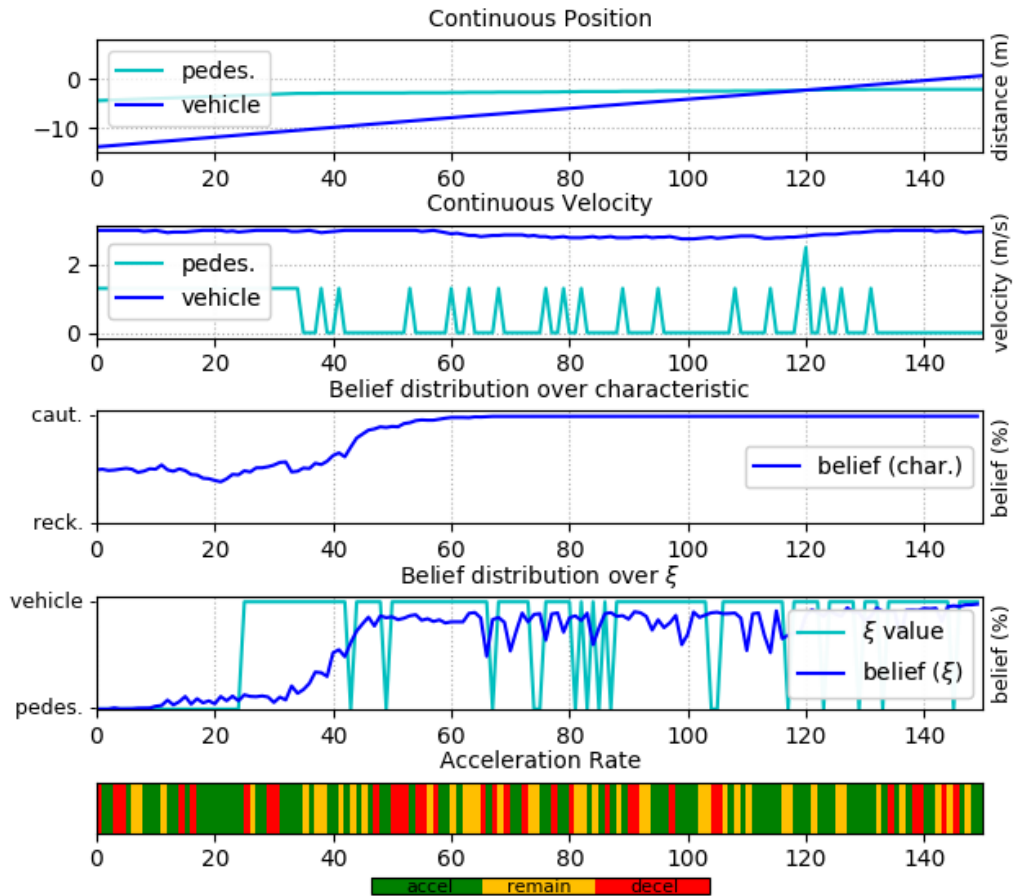 Continuous Position
pedes.
vehicle
0
−10
distance (m)
0 20 40 60 80 100 120 140
Continuous Velocity
pedes.
vehicle
2
0
velocity (m/s)
0 20 40 60 80 100 120 140
Belief distribution over characteristic
caut.
reck.
belief (char.)
belief (%)
0 20 40 60 80 100 120 140
Belief distribution over ξ
vehicle
pedes.
ξ value
belief (ξ)
belief (%)
0 20 40 60 80 100 120 140
Acceleration Rate
0 20 40 60 80 100 120 140
accel remain decel